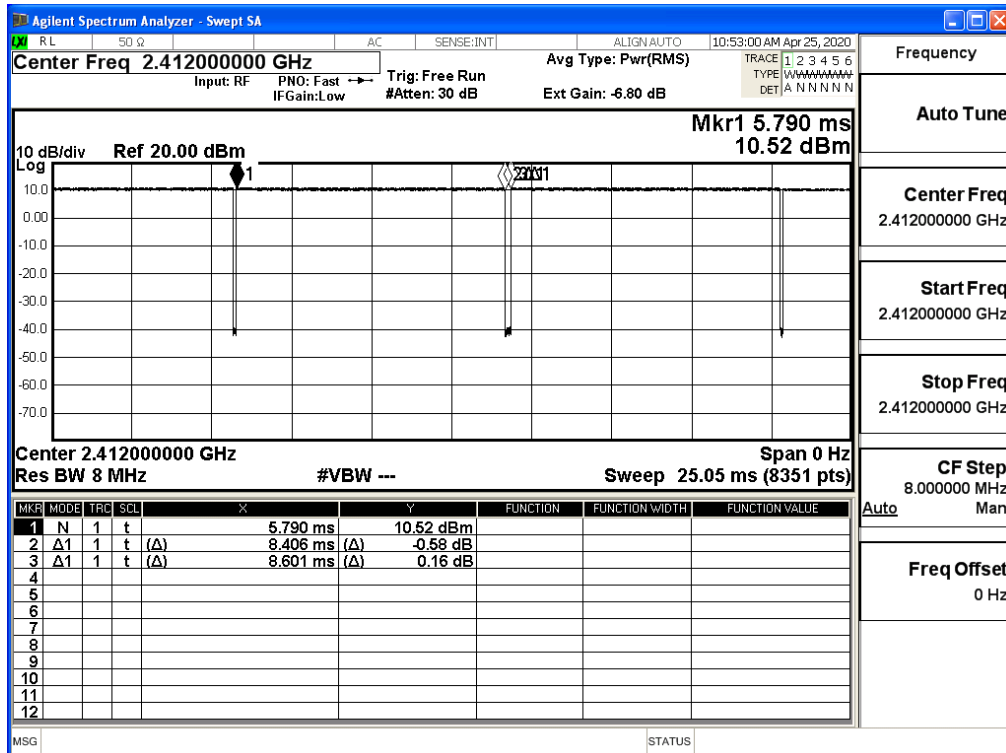 Agilent Spectrum Analyzer - Swept SA
LXI RL 50 Ω AC SENSE:INT ALIGN AUTO 10:53:00 AM Apr 25, 2020
Center Freq 2.412000000 GHz
Input: RF PNO: Fast Trig: Free Run Avg Type: Pwr(RMS) TRACE 1 2 3 4 5 6
IFGain:Low #Atten: 30 dB Ext Gain: -6.80 dB TYPE
DET A N N N N N
Mkr1 5.790 ms
10.52 dBm
10 dB/div Ref 20.00 dBm
Log
1
10.0
0.00
-10.0
-20.0
-30.0
-40.0
-50.0
-60.0
-70.0
Center 2.412000000 GHz Span 0 Hz
Res BW 8 MHz #VBW --- Sweep 25.05 ms (8351 pts)
MKR MODE TRC SCL X Y FUNCTION FUNCTION WIDTH FUNCTION VALUE
1 N 1 t 5.790 ms 10.52 dBm
2 Δ1 1 t (Δ) 8.406 ms (Δ) -0.58 dB
3 Δ1 1 t (Δ) 8.601 ms (Δ) 0.16 dB
4
5
6
7
8
9
10
11
12
MSG STATUS
Frequency
Auto Tune
Center Freq
2.412000000 GHz
Start Freq
2.412000000 GHz
Stop Freq
2.412000000 GHz
CF Step
8.000000 MHz
Auto Man
Freq Offset
0 Hz